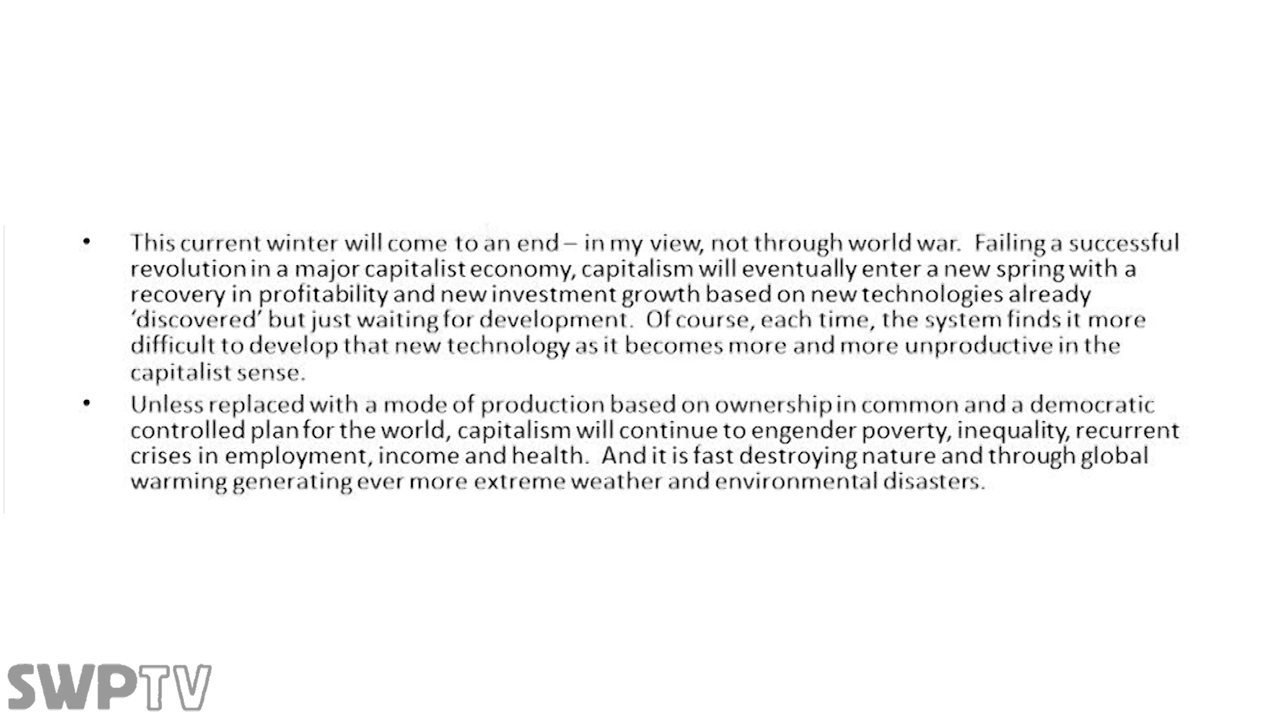 • This current winter will come to an end – in my view, not through world war. Failing a successful
revolution in a major capitalist economy, capitalism will eventually enter a new spring with a
recovery in profitability and new investment growth based on new technologies already
‘discovered’ but just waiting for development. Of course, each time, the system finds it more
difficult to develop that new technology as it becomes more and more unproductive in the
capitalist sense.
• Unless replaced with a mode of production based on ownership in common and a democratic
controlled plan for the world, capitalism will continue to engender poverty, inequality, recurrent
crises in employment, income and health. And it is fast destroying nature and through global
warming generating ever more extreme weather and environmental disasters.
SWPTV